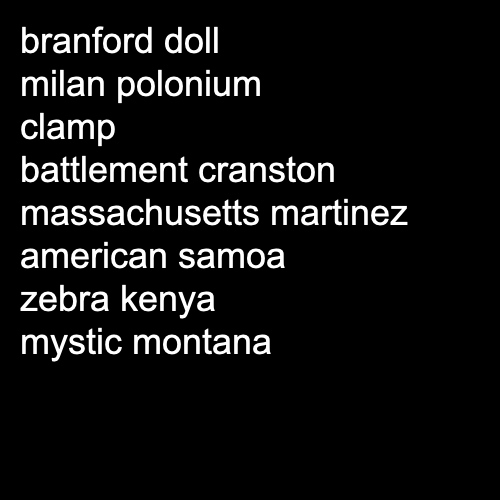 branford doll
milan polonium
clamp
battlement cranston
massachusetts martinez
american samoa
zebra kenya
mystic montana